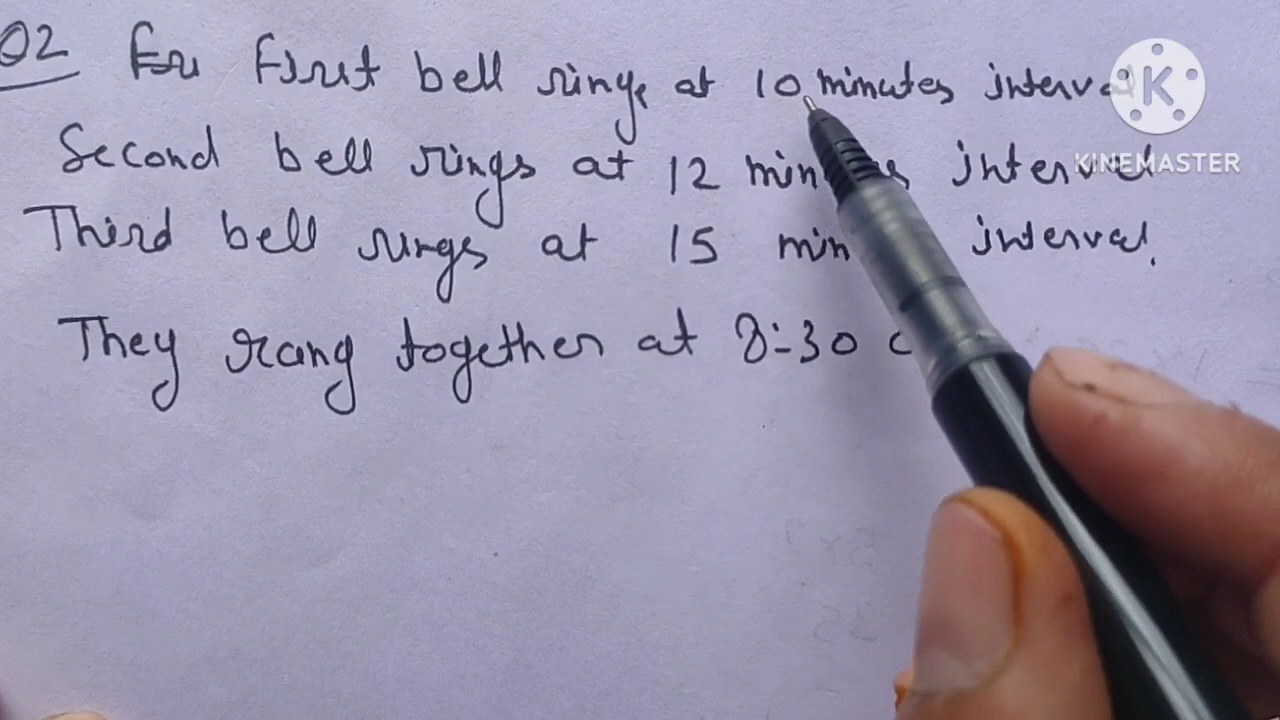 Q2 First bell rings at 10 minutes interval
Second bell rings at 12 minutes interval
Third bell rings at 15 min interval.
They rang together at 8:30
KINEMASTER